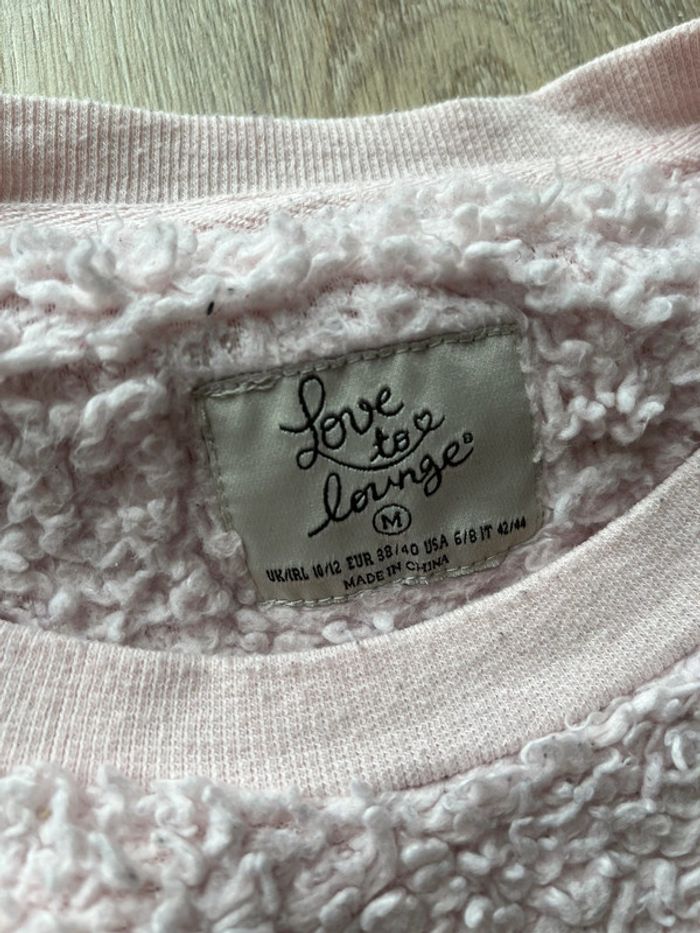 Love
to
lounge®
M
UK/IRL 10/12 EUR 38/40 USA 6/8 IT 42/44
MADE IN CHINA